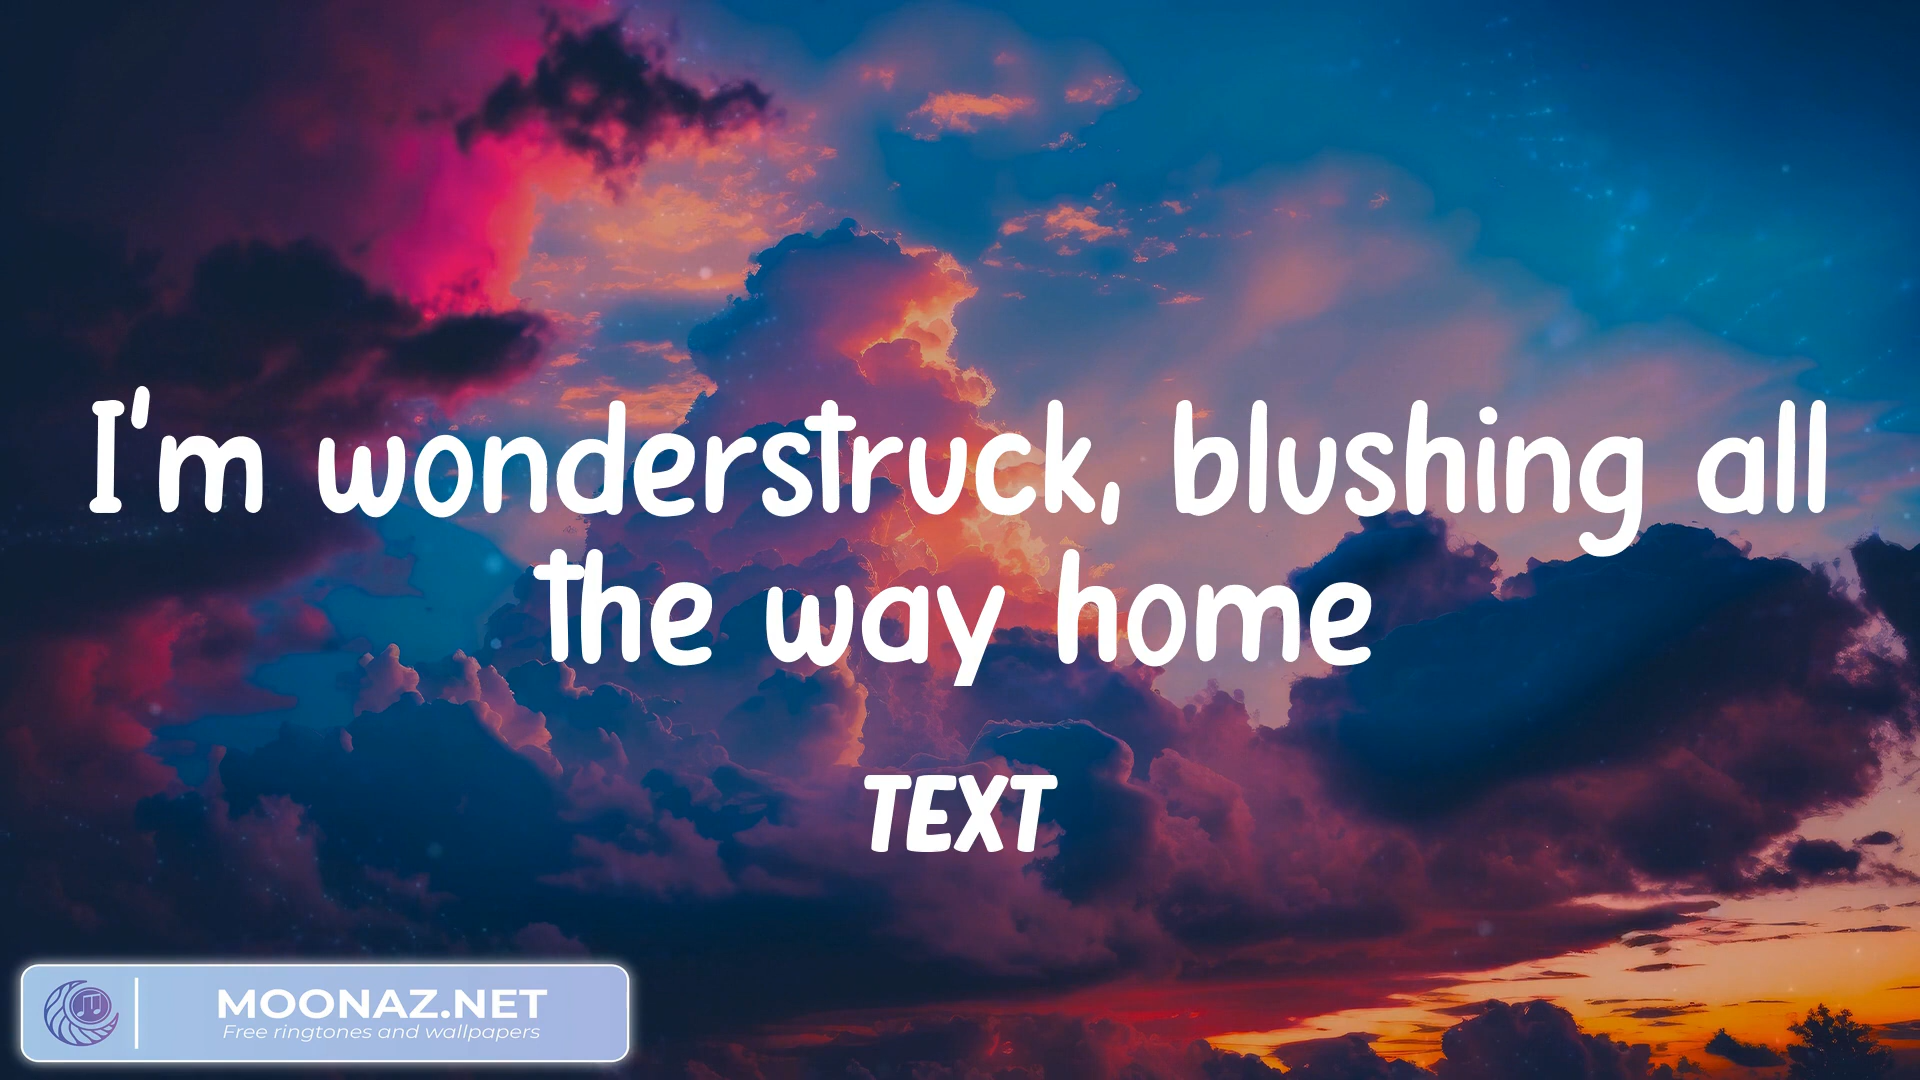 I'm wonderstruck, blushing all
the way home
TEXT
MOONAZ.NET
Free ringtones and wallpapers